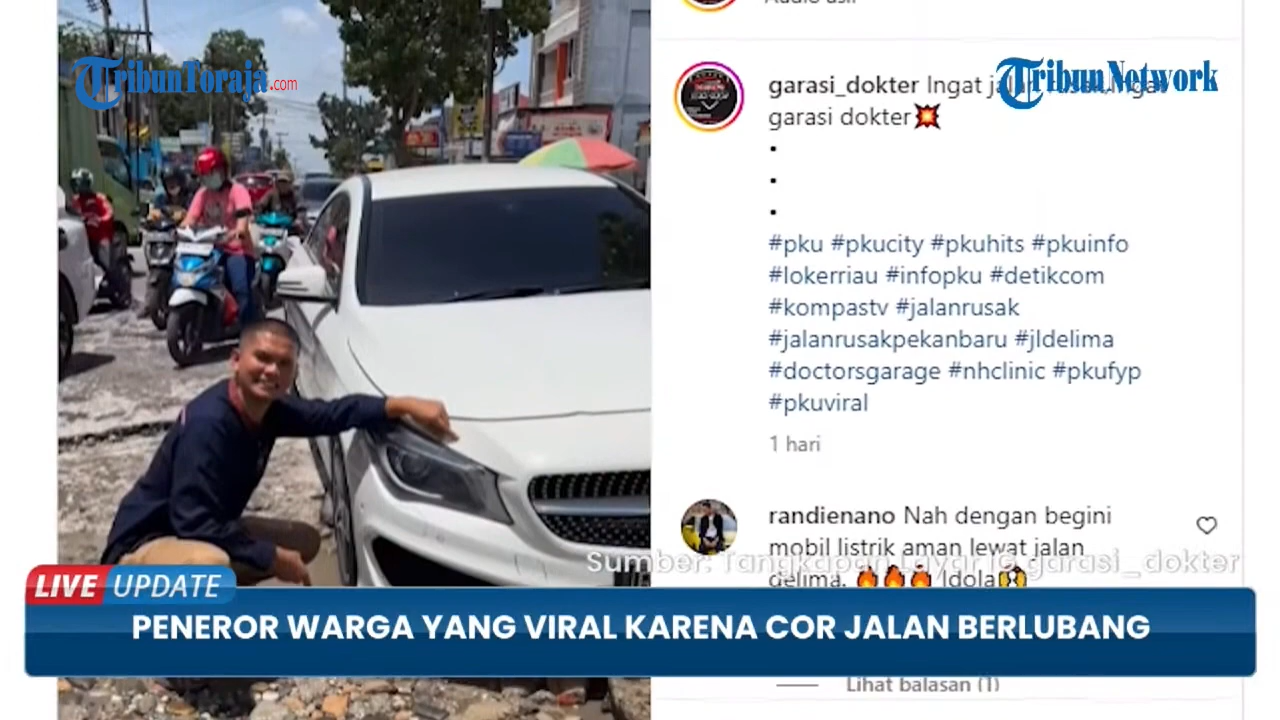 Audio asli
TribunToraja.com
TribunNetwork
garasi_dokter Ingat
garasi dokter
.
.
.
#pku #pkucity #pkuhits #pkuinfo
#lokerriau #infopku #detikcom
#kompastv #jalanrusak
#jalanrusakpekanbaru #jldelima
#doctorsgarage #nhclinic #pkufyp
#pkuviral
1 hari
randienano Nah dengan begini
mobil listrik aman lewat jalan
delima. 🔥🔥🔥 Idola
Sumber: Tangkapan Layar IG garasi_dokter
LIVE UPDATE
PENEROR WARGA YANG VIRAL KARENA COR JALAN BERLUBANG
Lihat balasan (1)